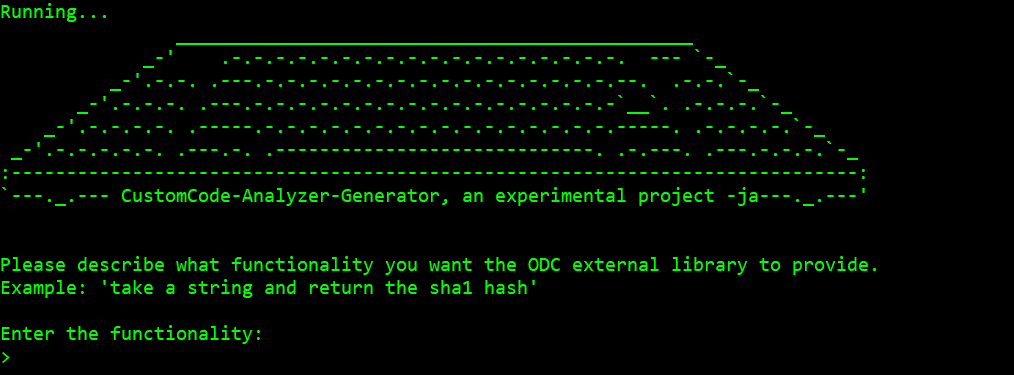 Running...
CustomCode-Analyzer-Generator, an experimental project -ja
Please describe what functionality you want the ODC external library to provide.
Example: 'take a string and return the sha1 hash'
Enter the functionality:
>